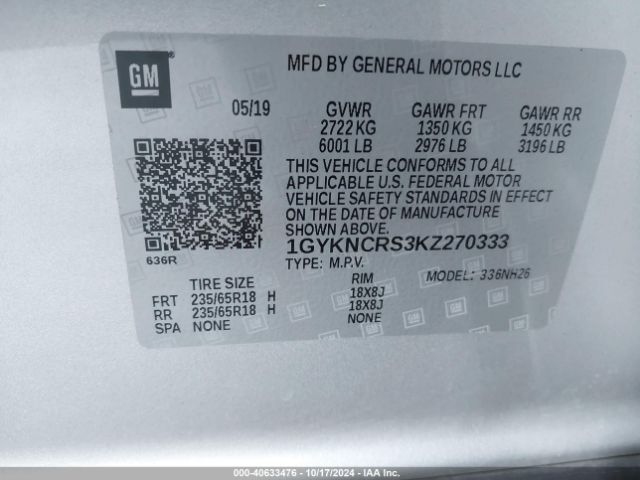 GM
MFD BY GENERAL MOTORS LLC
05/19 GVWR GAWR FRT GAWR RR
2722 KG 1350 KG 1450 KG
6001 LB 2976 LB 3196 LB
THIS VEHICLE CONFORMS TO ALL
APPLICABLE U.S. FEDERAL MOTOR
VEHICLE SAFETY STANDARDS IN EFFECT
ON THE DATE OF MANUFACTURE
SHOWN ABOVE.
1GYKNCRS3KZ270333
636R
TYPE: M.P.V. MODEL: 336NH26
TIRE SIZE RIM
FRT 235/65R18 H 18X8J
RR 235/65R18 H 18X8J
SPA NONE NONE
000-40633476 | 10/17/2024 | IAA Inc.